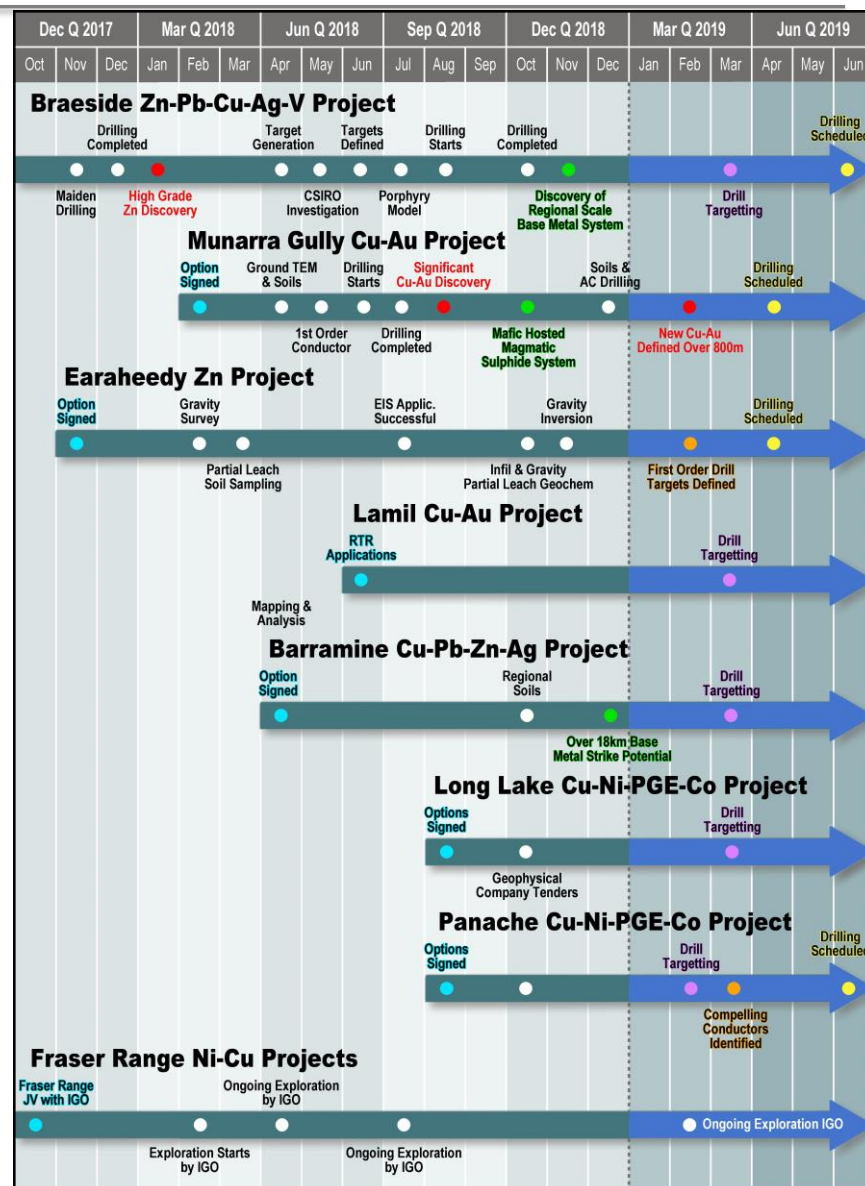 Dec Q 2017 Mar Q 2018 Jun Q 2018 Sep Q 2018 Dec Q 2018 Mar Q 2019 Jun Q 2019
Oct Nov Dec Jan Feb Mar Apr May Jun Jul Aug Sep Oct Nov Dec Jan Feb Mar Apr May Jun
Braeside Zn-Pb-Cu-Ag-V Project
Drilling
Completed
Target
Generation
Targets
Defined
Drilling
Starts
Drilling
Completed
Drilling
Scheduled
Maiden
Drilling
High Grade
Zn Discovery
CSIRO
Investigation
Porphyry
Model
Discovery of
Regional Scale
Base Metal System
Drill
Targetting
Munarra Gully Cu-Au Project
Option
Signed
Ground TEM
& Soils
Drilling
Starts
Significant
Cu-Au Discovery
Soils &
AC Drilling
Drilling
Scheduled
1st Order
Conductor
Drilling
Completed
Mafic Hosted
Magmatic
Sulphide System
New Cu-Au
Defined Over 800m
Earaheedy Zn Project
Option
Signed
Gravity
Survey
EIS Applic.
Successful
Gravity
Inversion
Drilling
Scheduled
Partial Leach
Soil Sampling
Infil & Gravity
Partial Leach Geochem
First Order Drill
Targets Defined
Lamil Cu-Au Project
RTR
Applications
Drill
Targetting
Mapping &
Analysis
Barramine Cu-Pb-Zn-Ag Project
Option
Signed
Regional
Soils
Drill
Targetting
Over 18km Base
Metal Strike Potential
Long Lake Cu-Ni-PGE-Co Project
Options
Signed
Drill
Targetting
Geophysical
Company Tenders
Panache Cu-Ni-PGE-Co Project
Options
Signed
Drill
Targetting
Drilling
Scheduled
Compelling
Conductors
Identified
Fraser Range Ni-Cu Projects
Fraser Range
JV with IGO
Ongoing Exploration
by IGO
Ongoing Exploration IGO
Exploration Starts
by IGO
Ongoing Exploration
by IGO